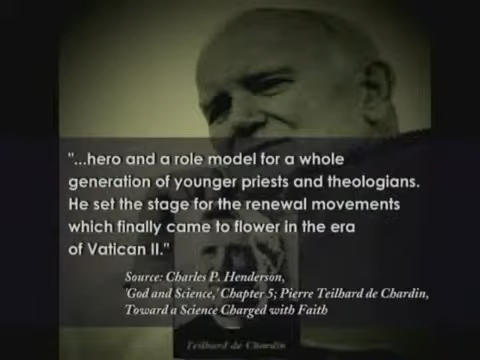 "...hero and a role model for a whole
generation of younger priests and theologians.
He set the stage for the renewal movements
which finally came to flower in the era
of Vatican II."
Source: Charles P. Henderson,
'God and Science,' Chapter 5; Pierre Teilhard de Chardin,
Toward a Science Charged with Faith
Teilhard de Chardin